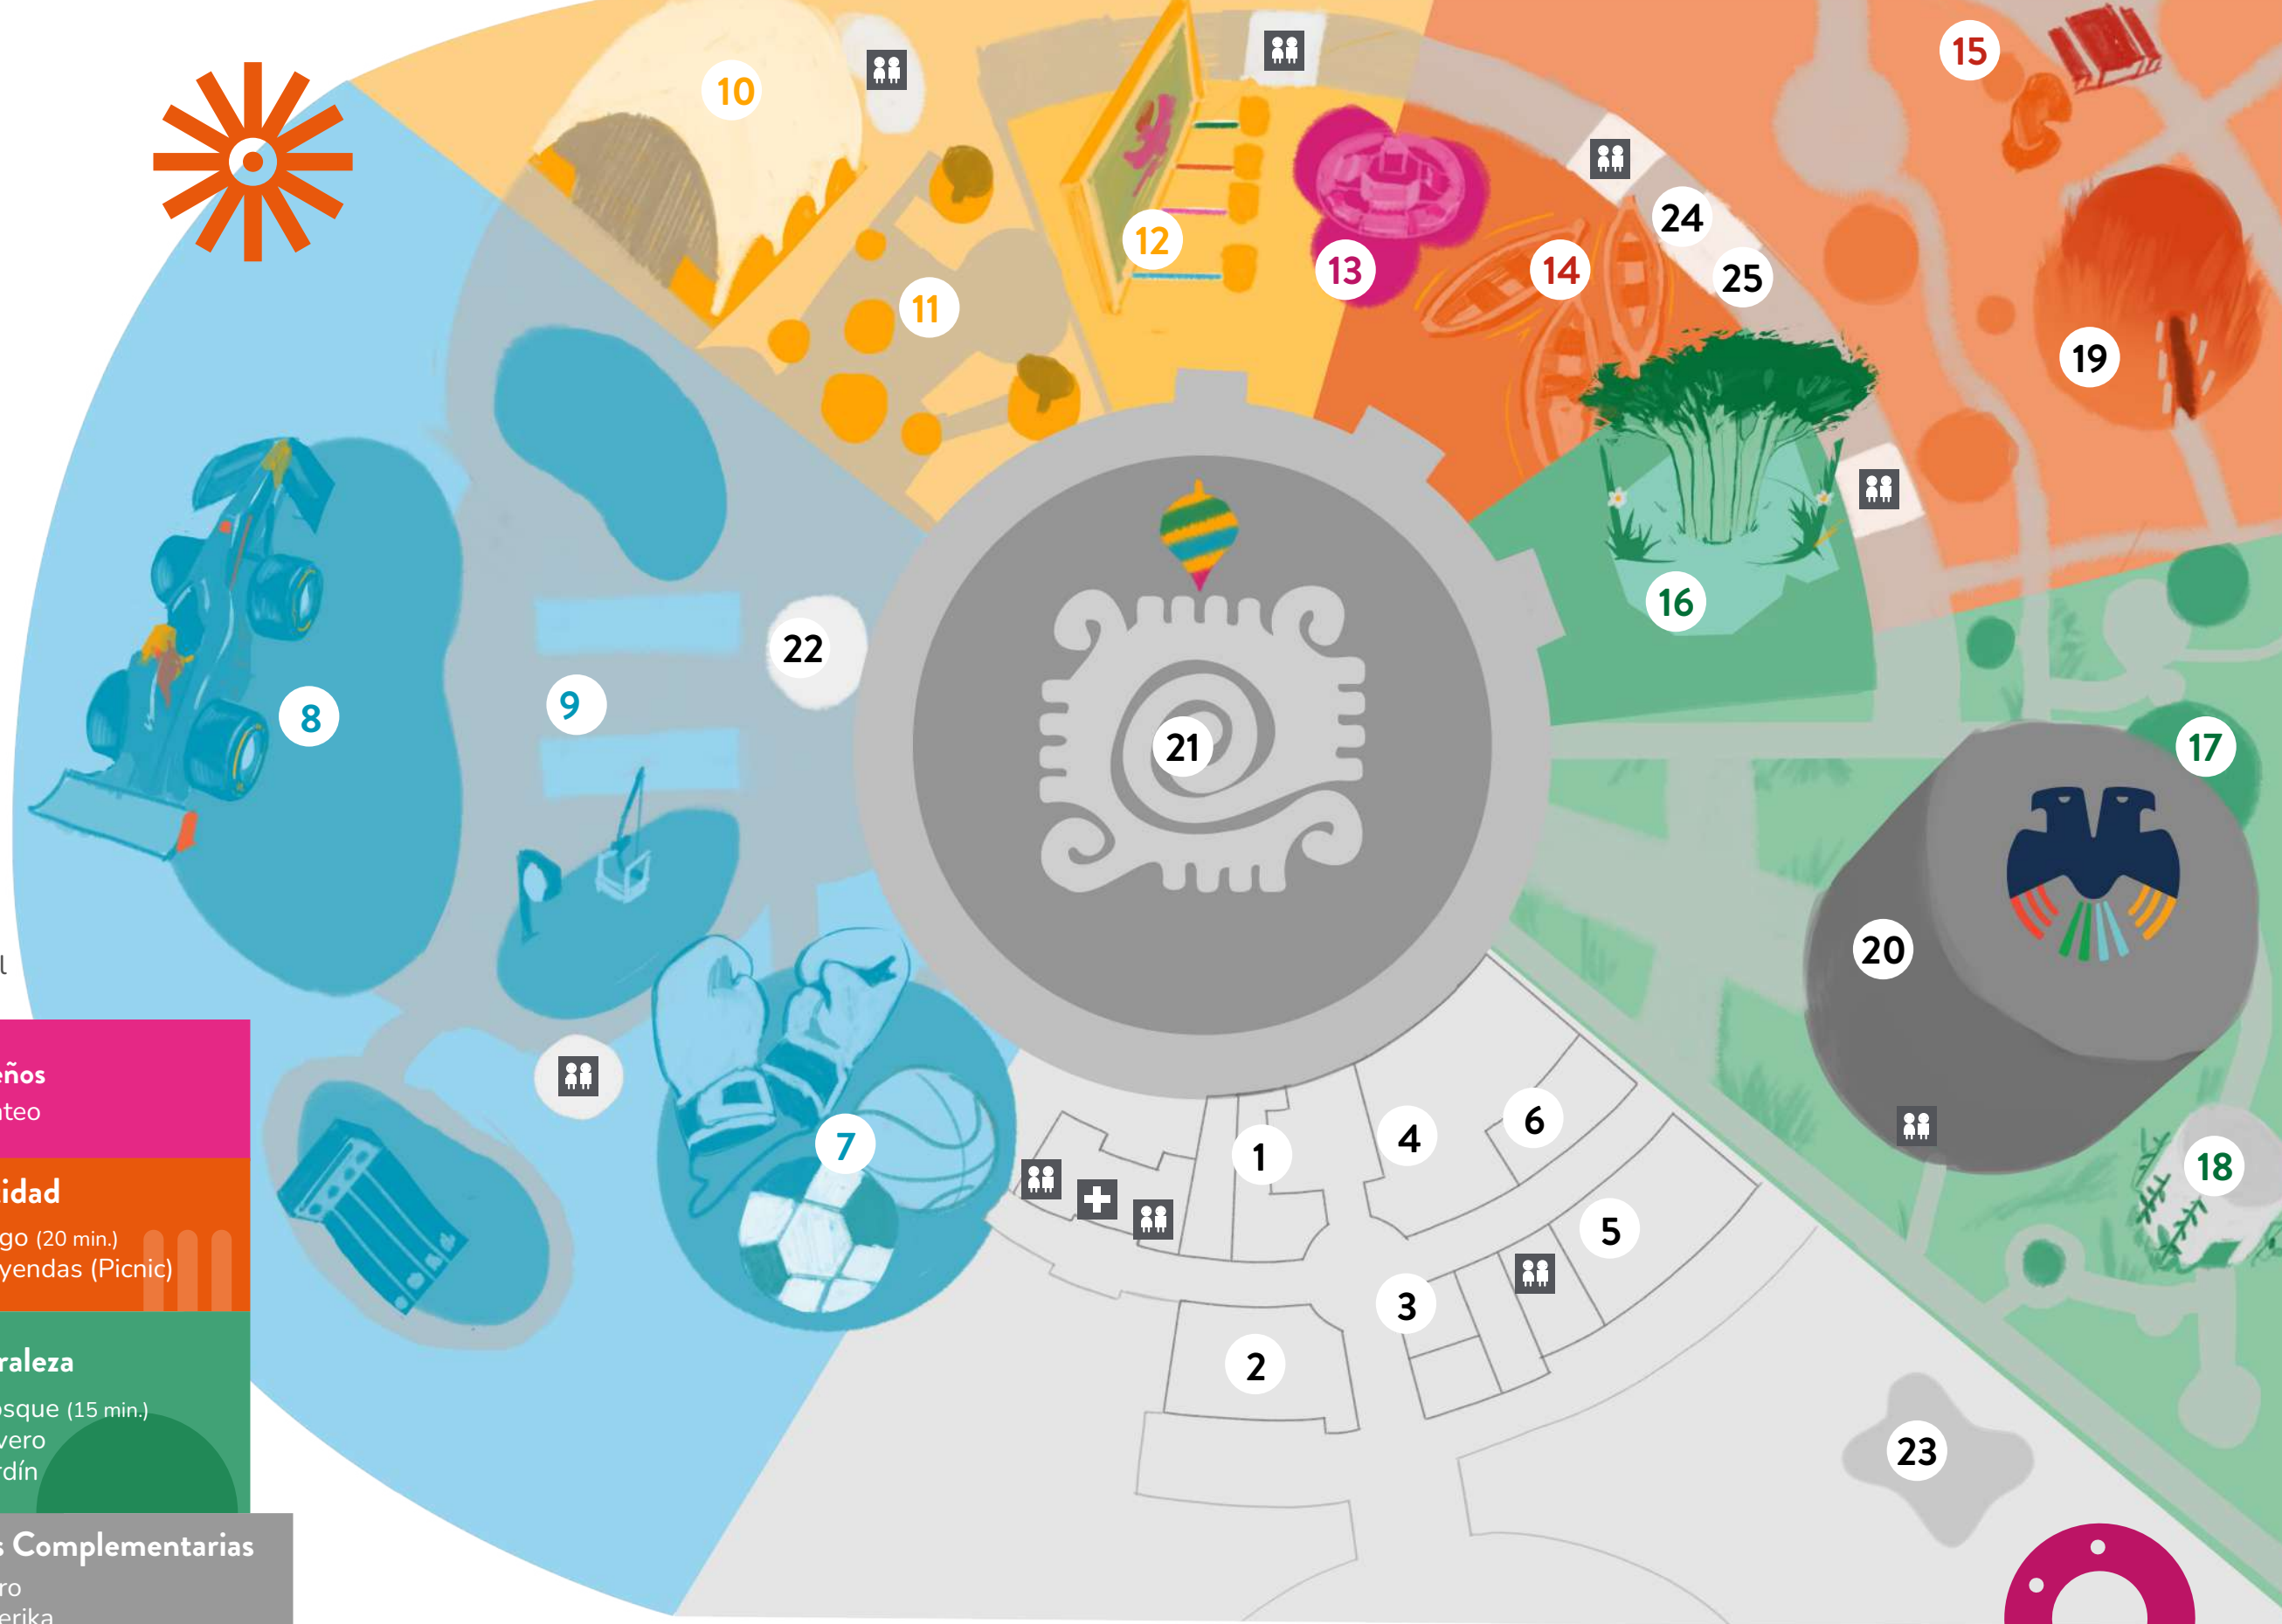 15
10
24
12
13
14
25
11
19
16
22
9
8
21
17
20
l
7
1
4
6
18
5
3
2
23
eños
teo
idad
go (20 min.)
yendas (Picnic)
raleza
osque (15 min.)
vero
rdín
s Complementarias
ro
erika